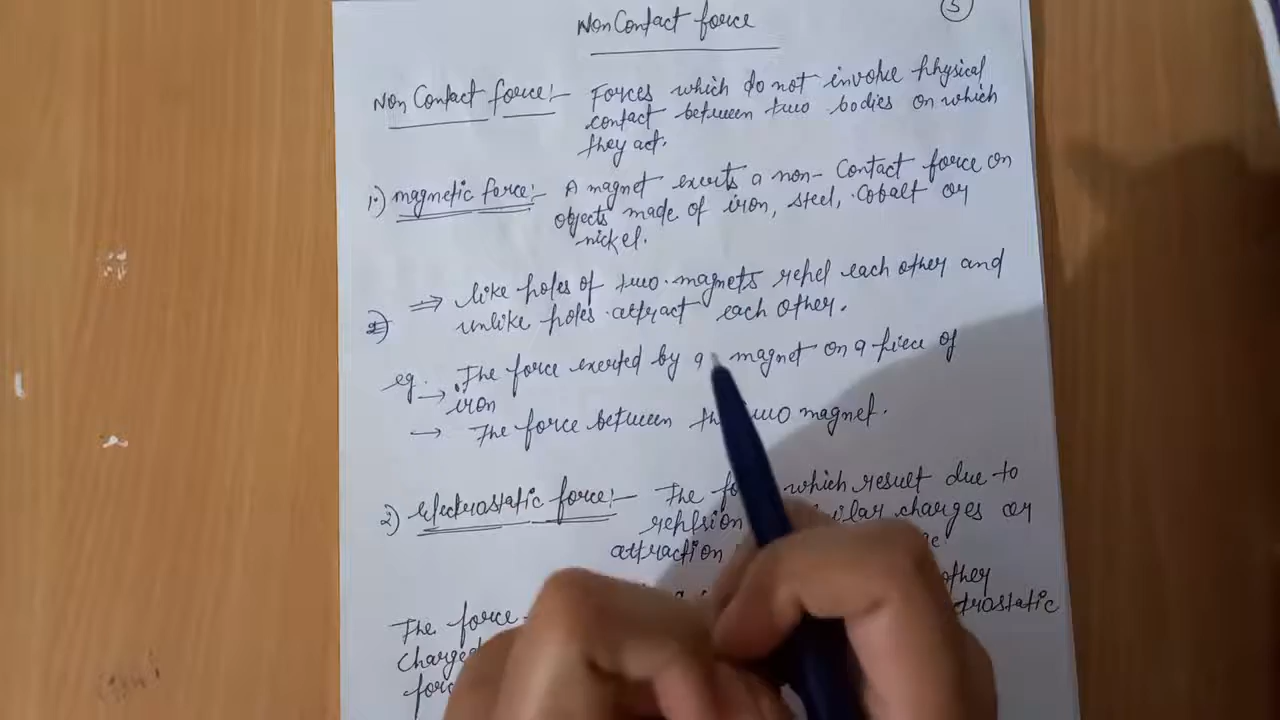 5
Non Contact force
Non Contact force:- Forces which do not involve physical
contact between two bodies on which
they act.
1.) magnetic force:- A magnet exerts a non-Contact force on
objects made of iron, steel, cobalt or
nickel.
⇒ like poles of two magnets repel each other and
unlike poles attract each other.
eg. → The force exerted by a magnet on a piece of
iron
→ The force between the two magnet.
2) Electrostatic force:- The which result due to
replsion charges or
attraction
other
The force
Charged